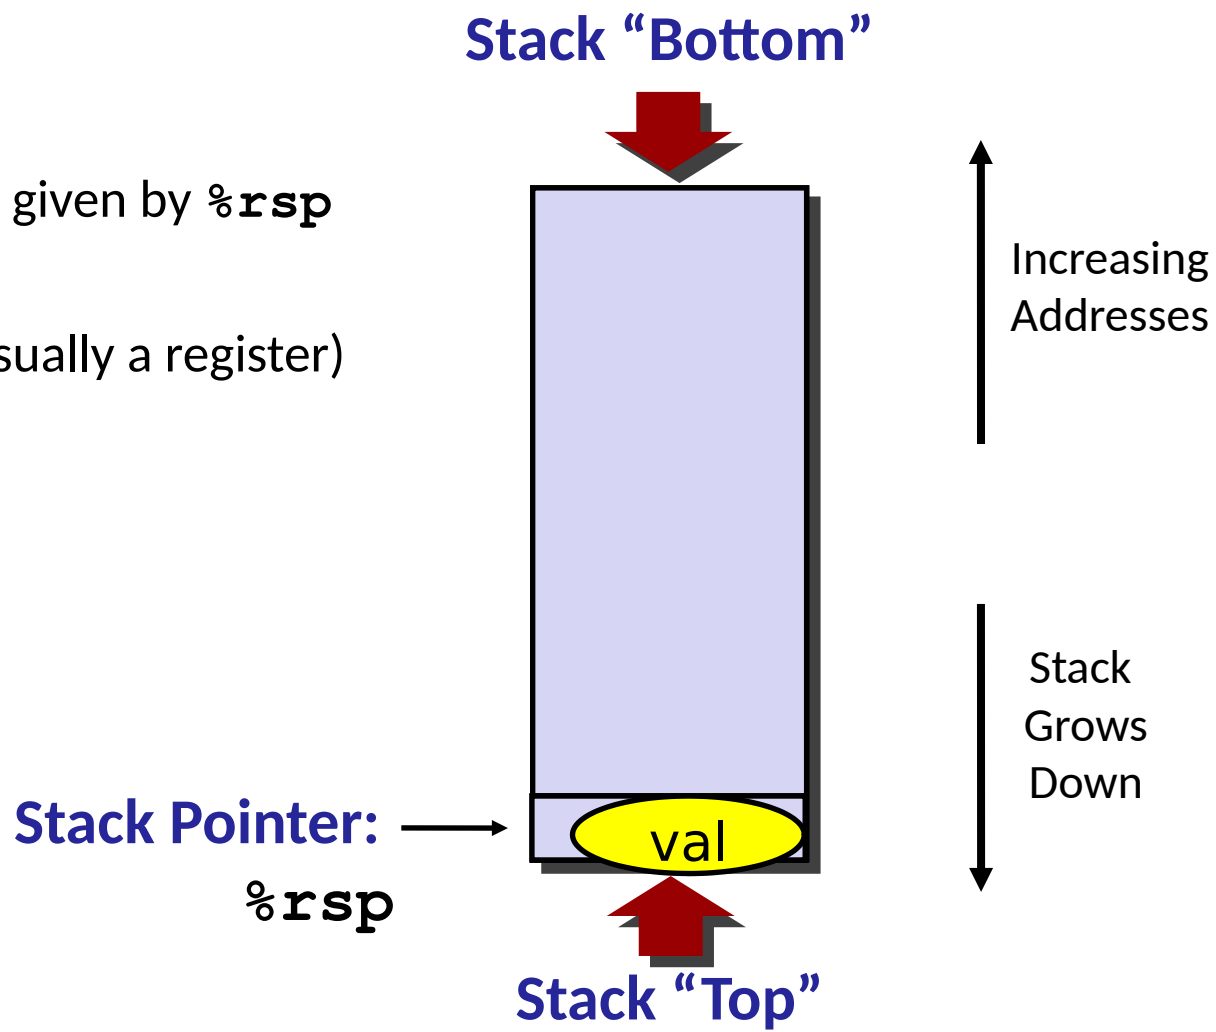 Stack “Bottom”
given by %rsp
Increasing
Addresses
sually a register)
Stack
Grows
Down
Stack Pointer:
val
%rsp
Stack “Top”